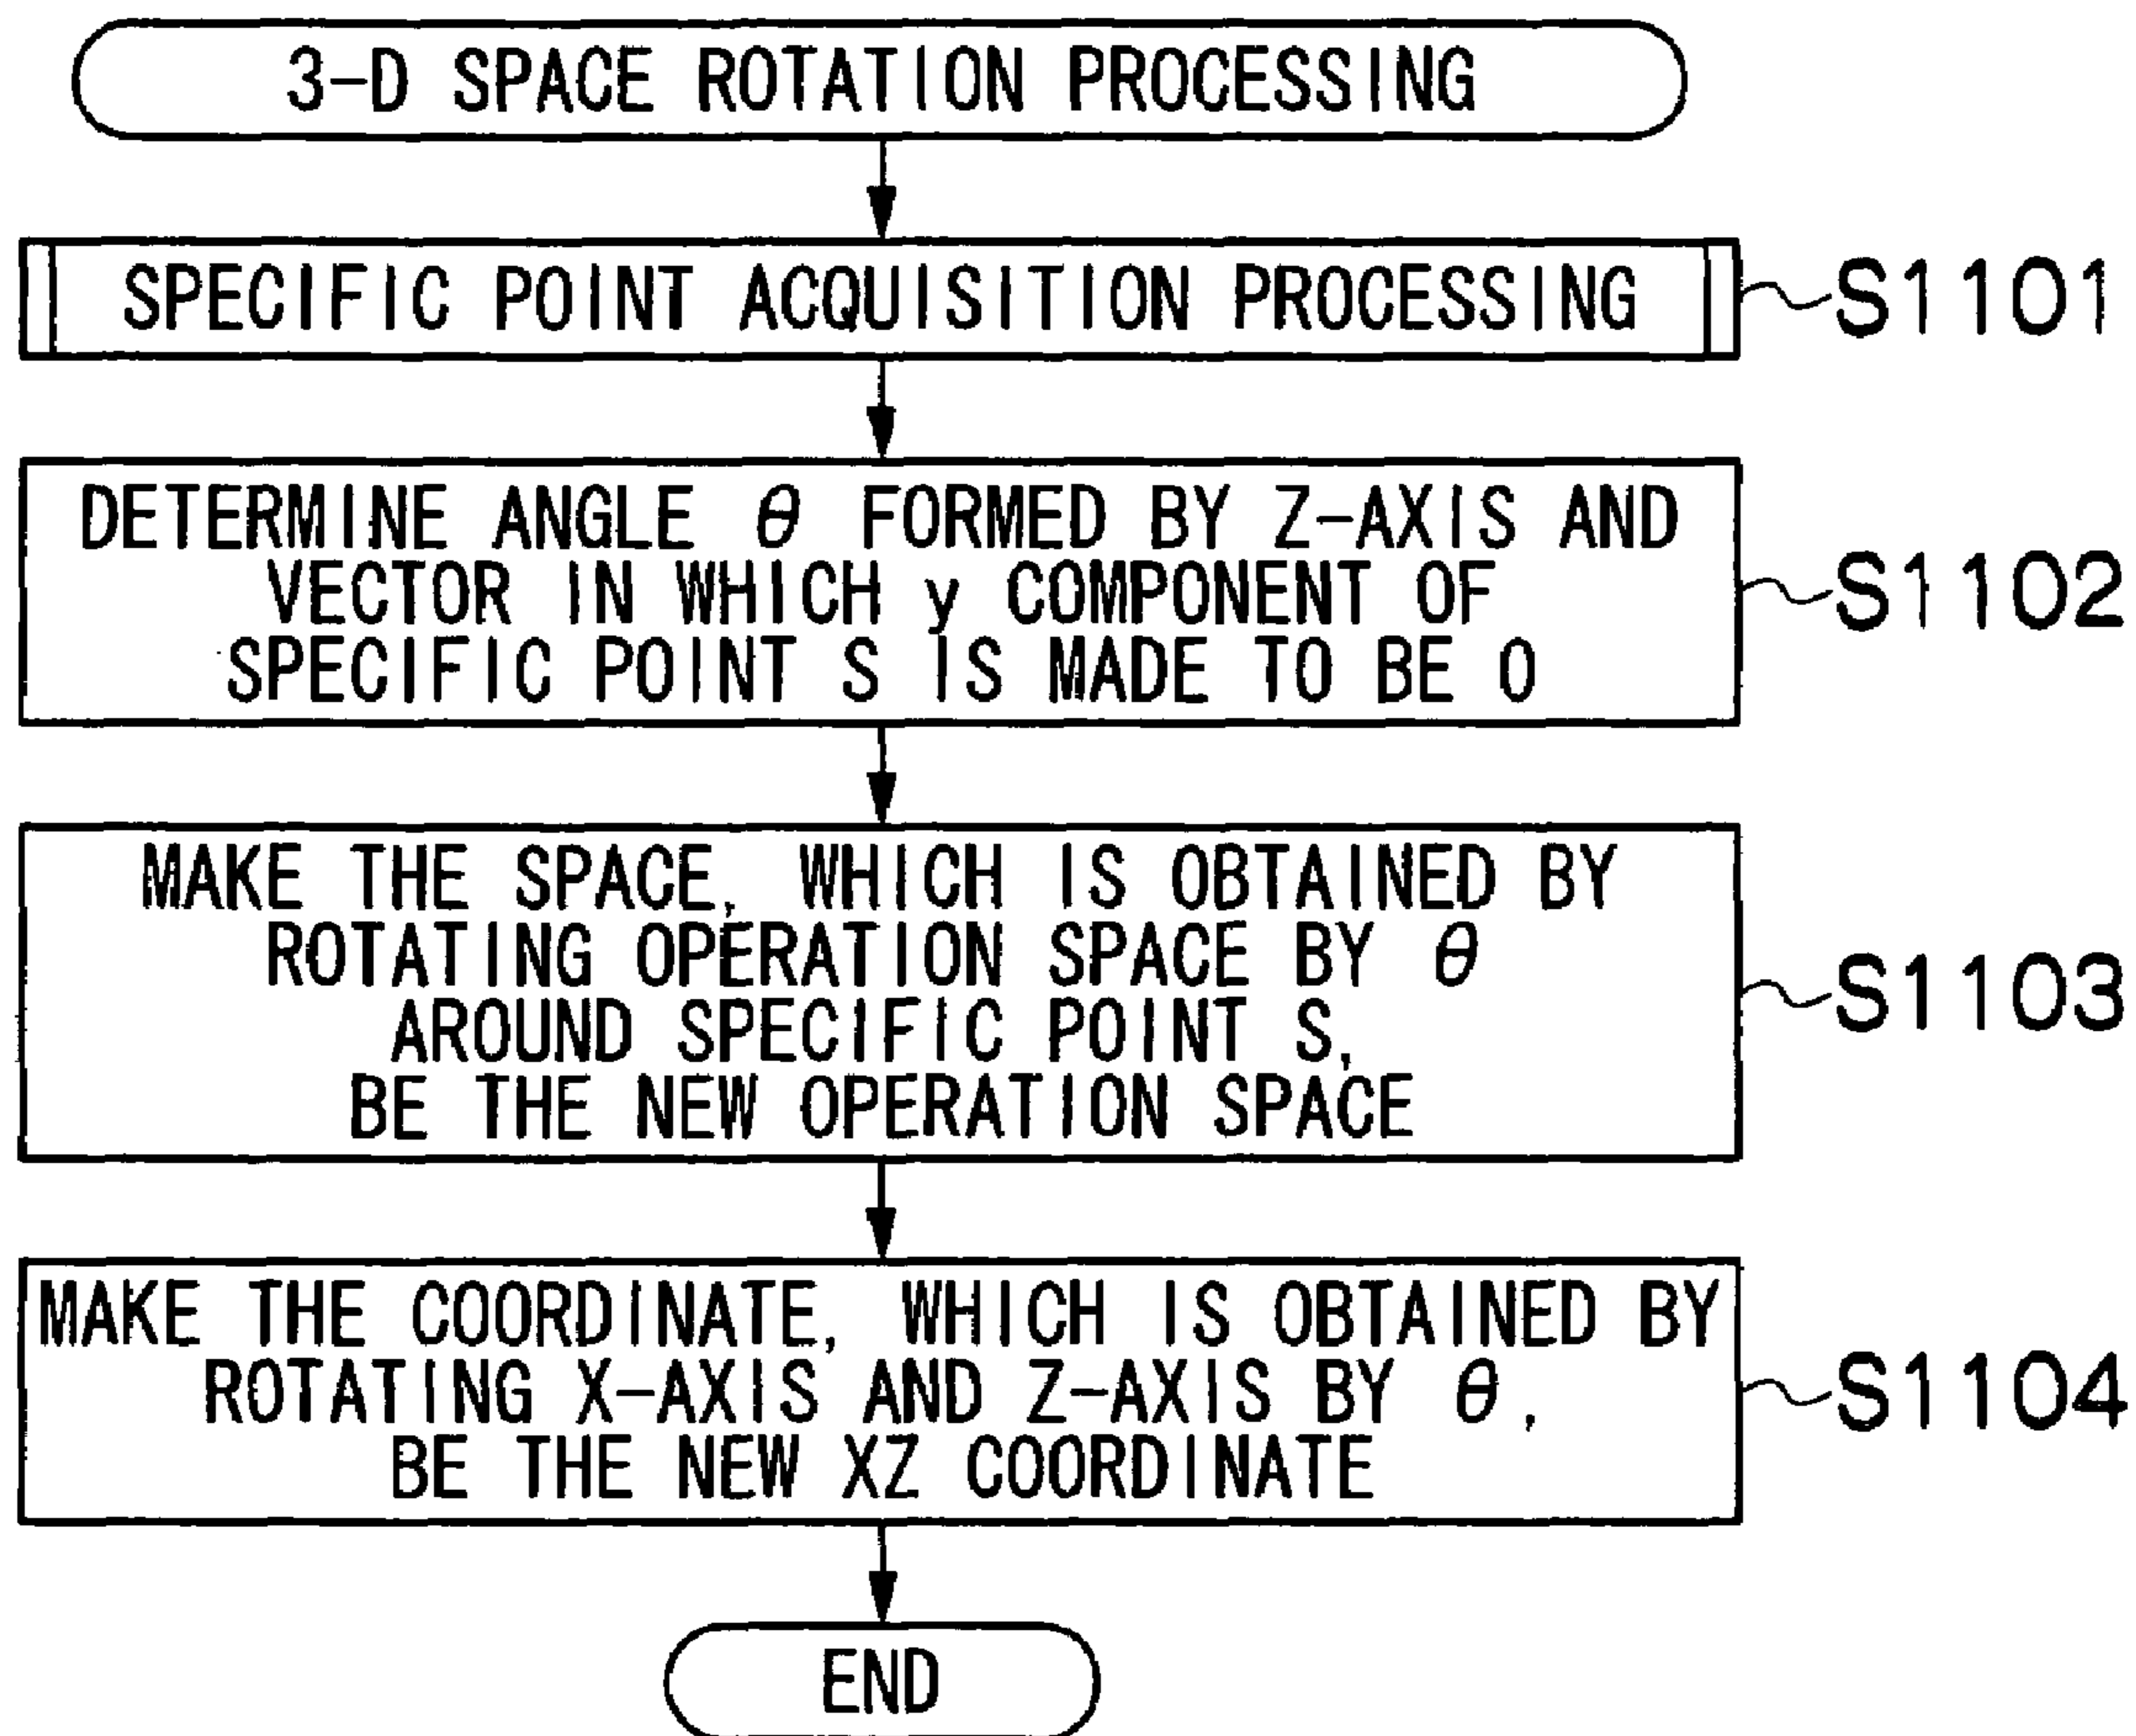 3-D SPACE ROTATION PROCESSING
SPECIFIC POINT ACQUISITION PROCESSING
S1101
DETERMINE ANGLE θ FORMED BY Z-AXIS AND
VECTOR IN WHICH y COMPONENT OF
SPECIFIC POINT S IS MADE TO BE 0
S1102
MAKE THE SPACE, WHICH IS OBTAINED BY
ROTATING OPERATION SPACE BY θ
AROUND SPECIFIC POINT S,
BE THE NEW OPERATION SPACE
S1103
MAKE THE COORDINATE, WHICH IS OBTAINED BY
ROTATING X-AXIS AND Z-AXIS BY θ,
BE THE NEW XZ COORDINATE
S1104
END